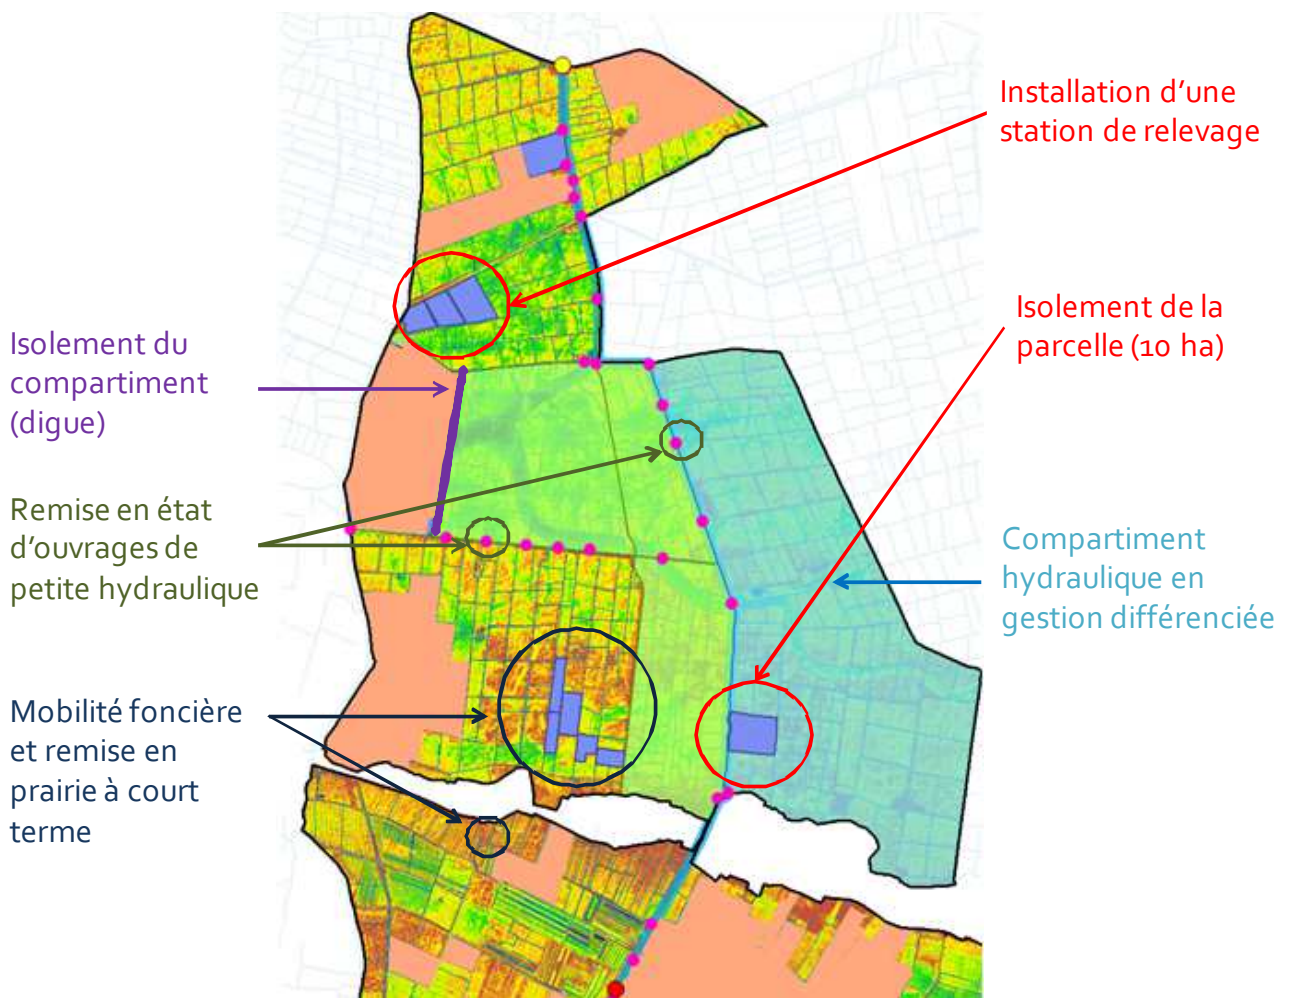 Installation d'une
station de relevage
Isolement de la
parcelle (10 ha)
Isolement du
compartiment
(digue)
Remise en état
d'ouvrages de
petite hydraulique
Compartiment
hydraulique en
gestion différenciée
Mobilité foncière
et remise en
prairie à court
terme